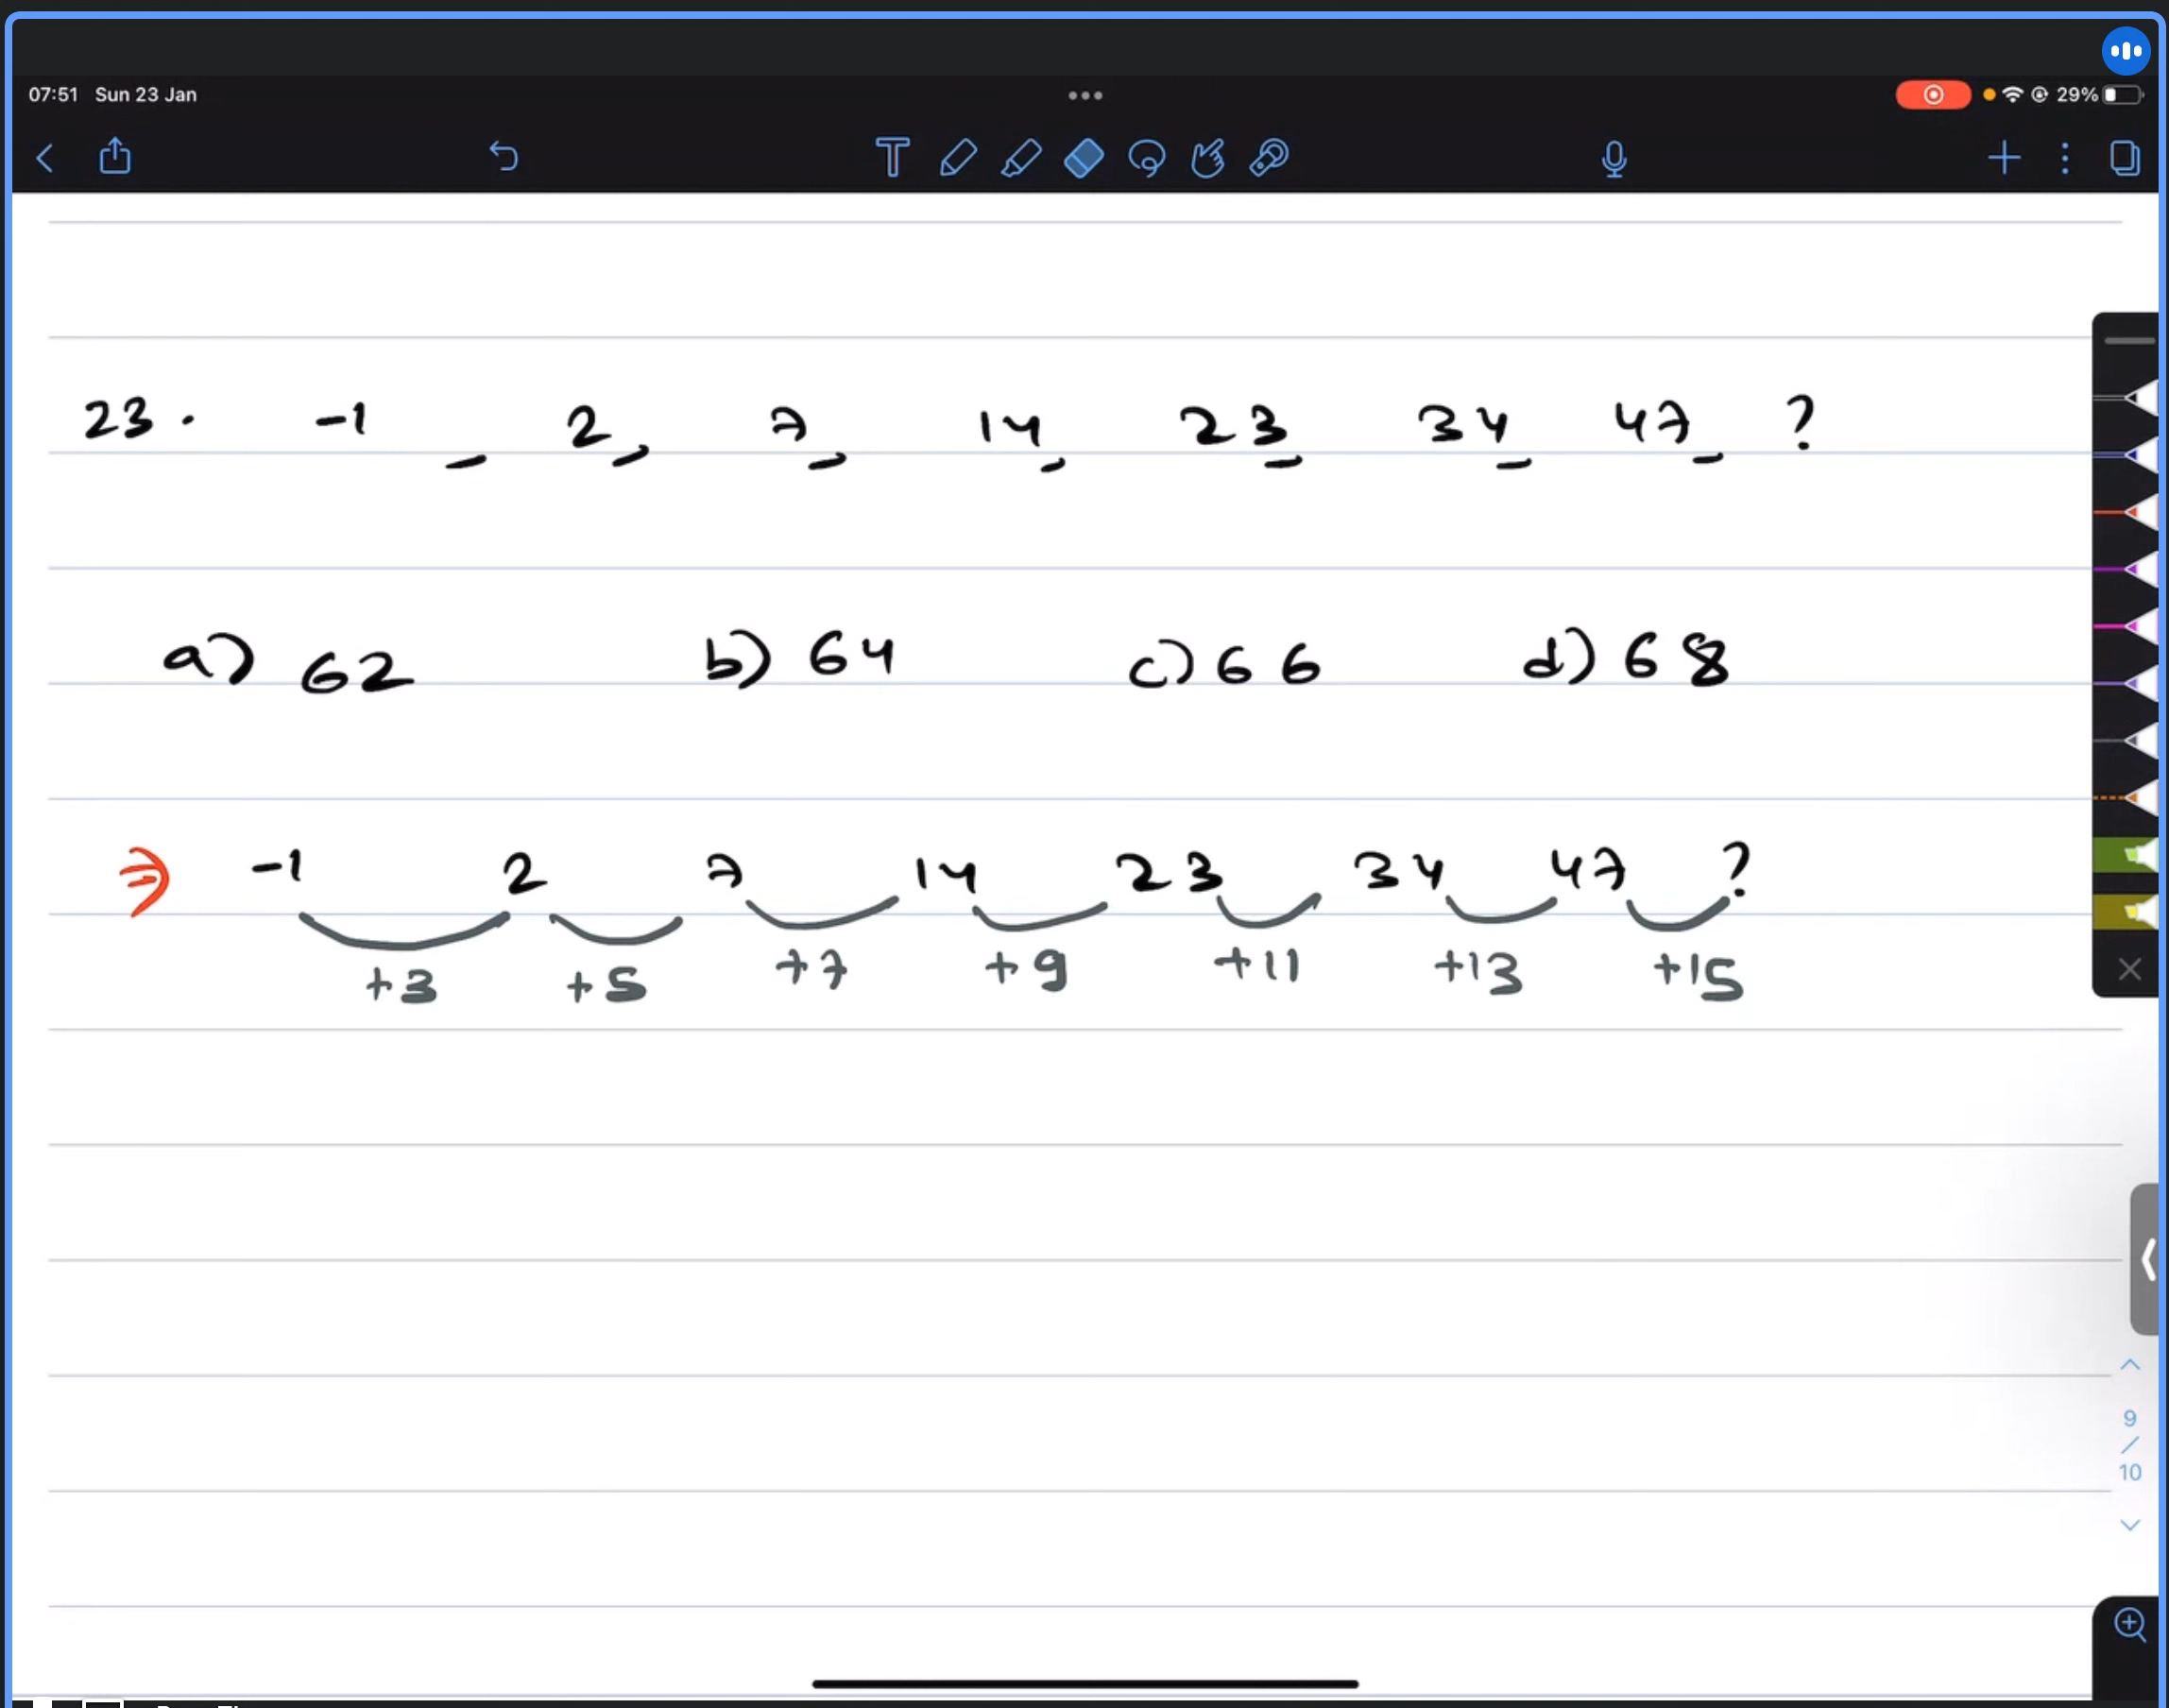 07:51 Sun 23 Jan
29%
23. -1, 2, 7, 14, 23, 34, 47, ?
a) 62 b) 64 c) 66 d) 68
⇒ -1 2 7 14 23 34 47 ?
+3 +5 +7 +9 +11 +13 +15
9
/
10